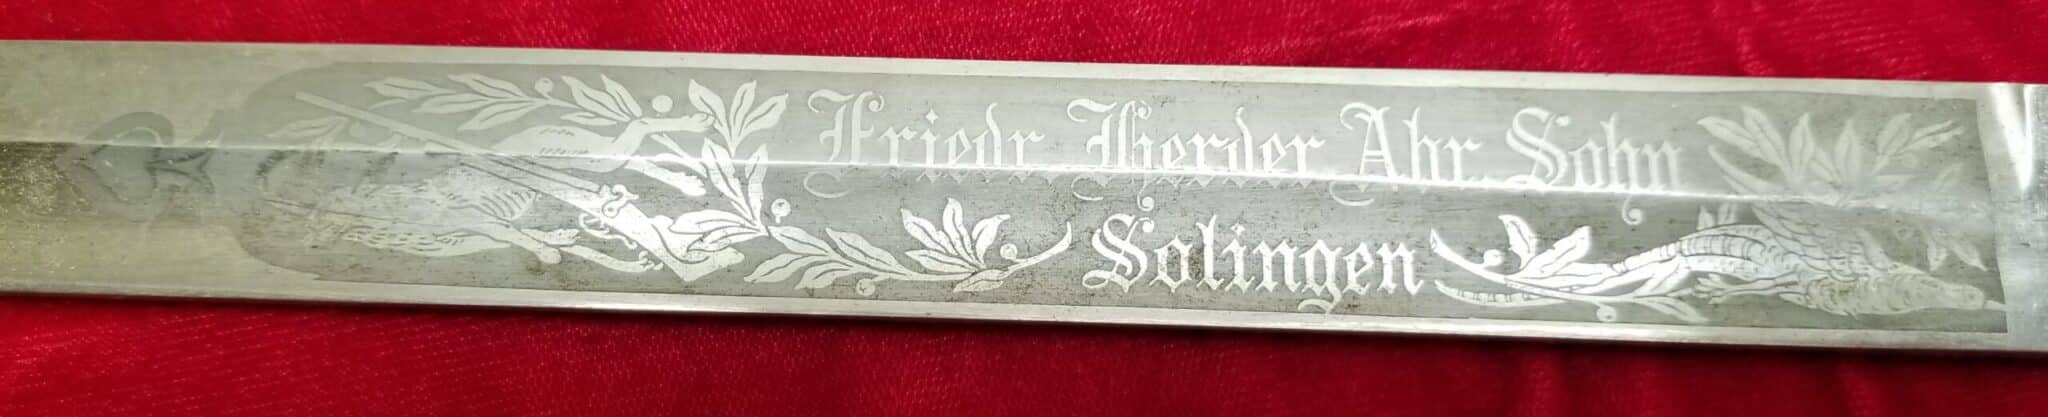 Friedr. Herder Abr. Sohn
Solingen